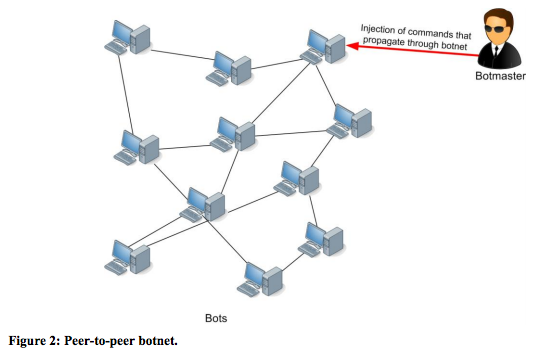 Injection of commands that
propagate through botnet
Botmaster
Bots
Figure 2: Peer-to-peer botnet.